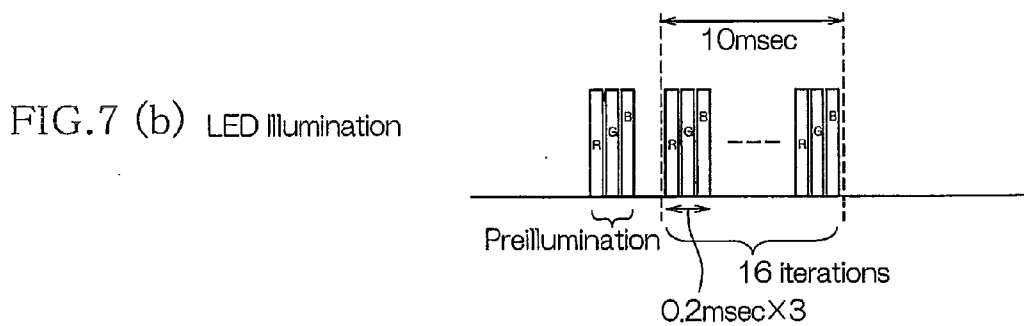 10msec
FIG.7 (b) LED Illumination
R G B
R G B
R G B
Preillumination
16 iterations
0.2msec×3